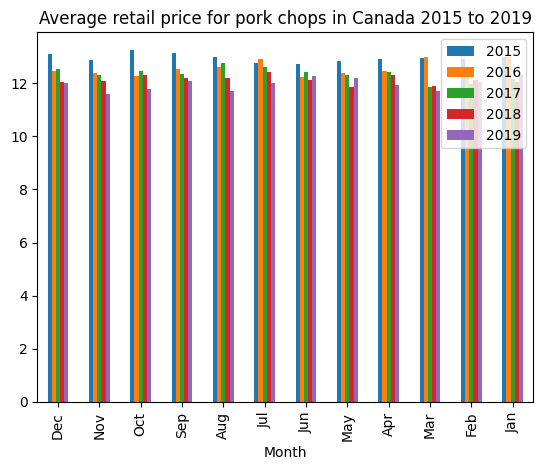 Average retail price for pork chops in Canada 2015 to 2019
2015
2016
2017
2018
2019
12
10
8
6
4
2
0
Dec
Nov
Oct
Sep
Aug
Jul
Jun
May
Apr
Mar
Feb
Jan
Month